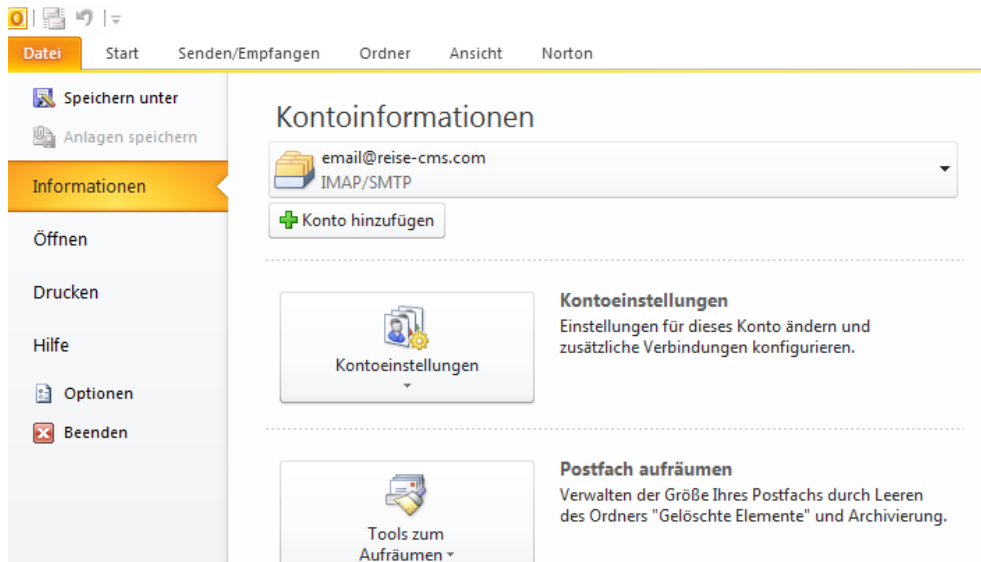 Datei Start Senden/Empfangen Ordner Ansicht Norton
Speichern unter
Anlagen speichern
Informationen
Öffnen
Drucken
Hilfe
Optionen
Beenden
Kontoinformationen
email@reise-cms.com
IMAP/SMTP
Konto hinzufügen
Kontoeinstellungen
Kontoeinstellungen
Einstellungen für dieses Konto ändern und
zusätzliche Verbindungen konfigurieren.
Tools zum
Aufräumen
Postfach aufräumen
Verwalten der Größe Ihres Postfachs durch Leeren
des Ordners "Gelöschte Elemente" und Archivierung.